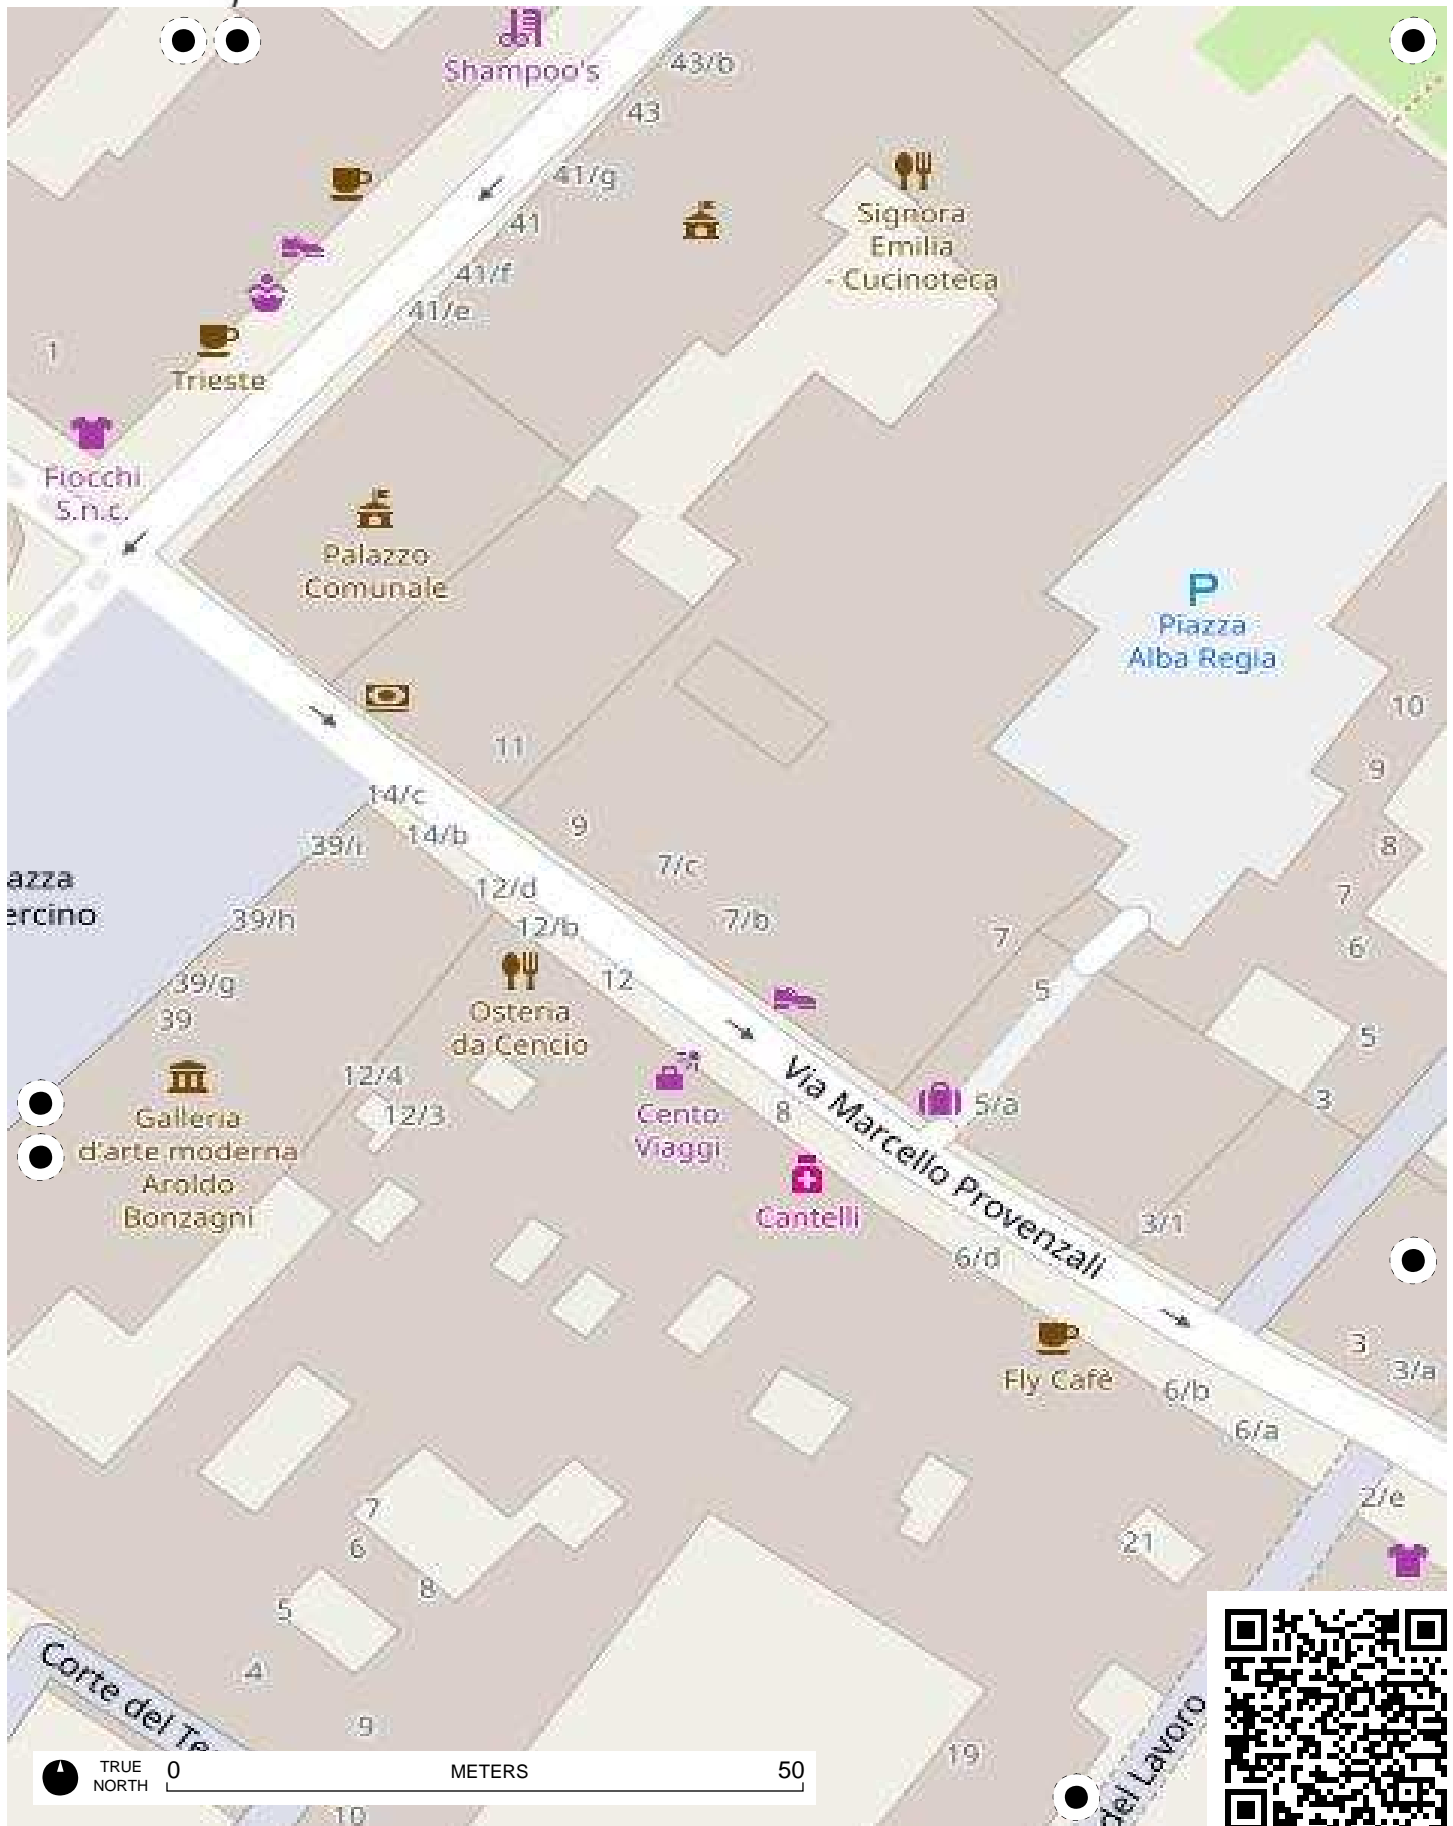 Shampoo's
43/b
43
41/g
41
41/f
41/e
Signora
Emilia
- Cucinoteca
1
Trieste
Fiocchi
S.n.c.
Palazzo
Comunale
P
Piazza
Alba Regia
10
9
8
7
6
5
3
11
14/c
14/b
39/i
9
7/c
12/d
12/b
7/b
39/h
azza
ercino
39/g
39
12
7
5
Osteria
da Cencio
12/4
12/3
Galleria
d'arte moderna
Aroldo
Bonzagni
Cento
Viaggi
8
5/a
Via Marcello Provenzali
Cantelli
3/1
6/d
3
3/a
Fly Cafè
6/b
6/a
2/e
7
6
8
5
4
9
10
21
19
Corte del Te
del Lavoro
TRUE
NORTH
0
METERS
50